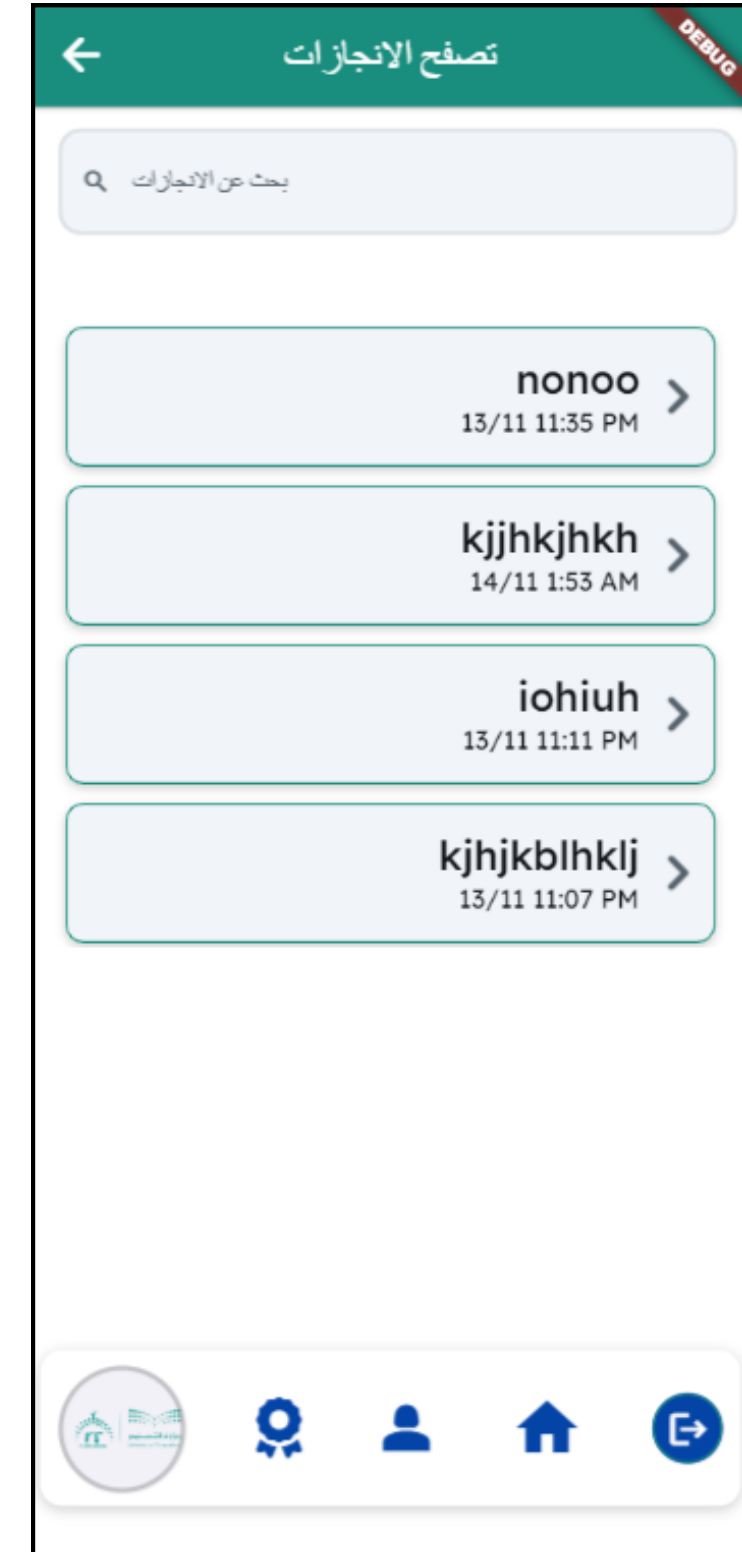 تصفح الانجازات
DEBUG
بحث عن الانجازات
nonoo
13/11 11:35 PM
kjjhkjhkh
14/11 1:53 AM
iohiuh
13/11 11:11 PM
kjhjkblhklj
13/11 11:07 PM